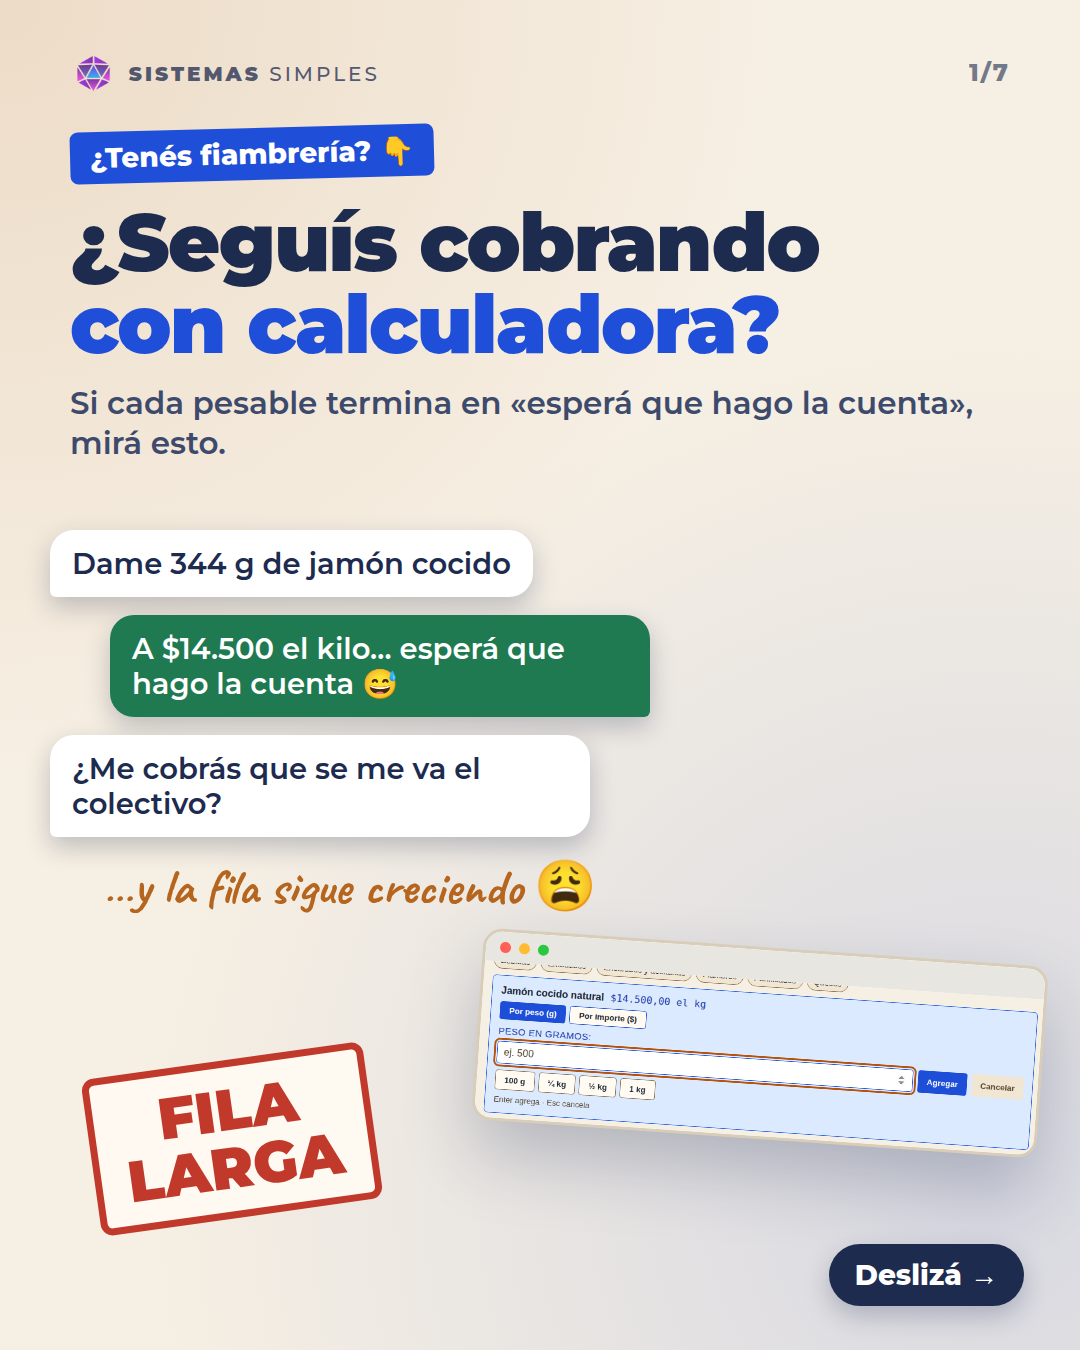 SISTEMAS SIMPLES
1/7
¿Tenés fiambrería? 👇
¿Seguís cobrando
con calculadora?
Si cada pesable termina en «esperá que hago la cuenta»,
mirá esto.
Dame 344 g de jamón cocido
A $14.500 el kilo... esperá que
hago la cuenta 😅
¿Me cobrás que se me va el
colectivo?
...y la fila sigue creciendo 😩
Jamón cocido natural $14.500,00 el kg
Por peso (g) Por importe ($)
PESO EN GRAMOS:
ej. 500
Agregar Cancelar
100 g ¼ kg ½ kg 1 kg
Enter agrega · Esc cancela
FILA
LARGA
Deslizá →